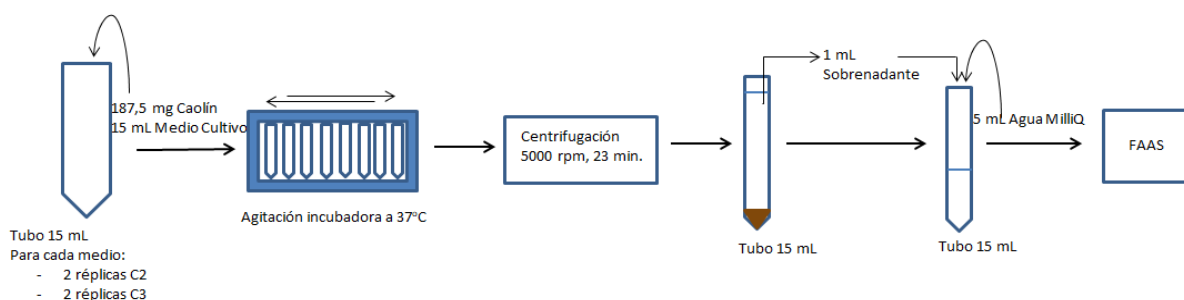 187,5 mg Caolín
15 mL Medio Cultivo
Tubo 15 mL
Para cada medio:
- 2 réplicas C2
- 2 réplicas C3
Agitación incubadora a 37°C
Centrifugación
5000 rpm, 23 min.
Tubo 15 mL
1 mL
Sobrenadante
5 mL Agua MilliQ
Tubo 15 mL
FAAS